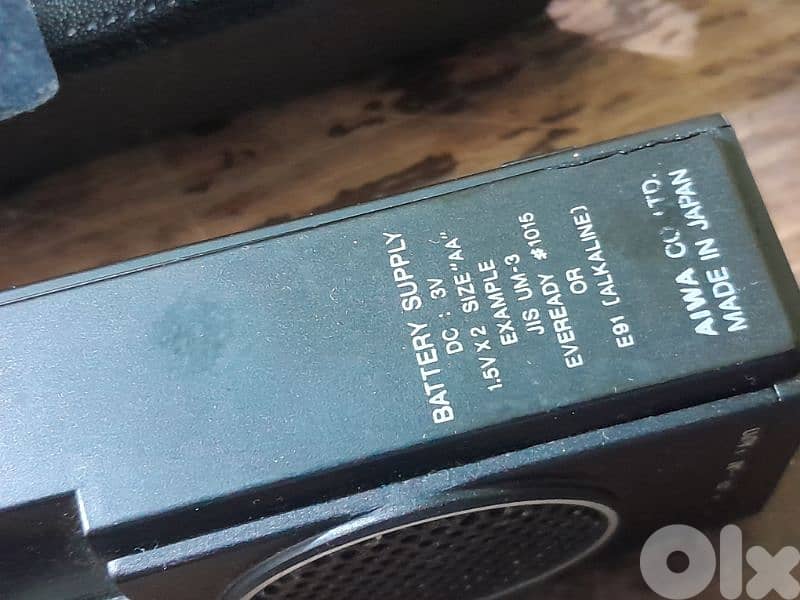 BATTERY SUPPLY
DC : 3V
1.5V X 2 SIZE "AA"
EXAMPLE
JIS UM-3
EVEREADY #1015
OR
E91 (ALKALINE)
AIWA CO., LTD.
MADE IN JAPAN
Olx